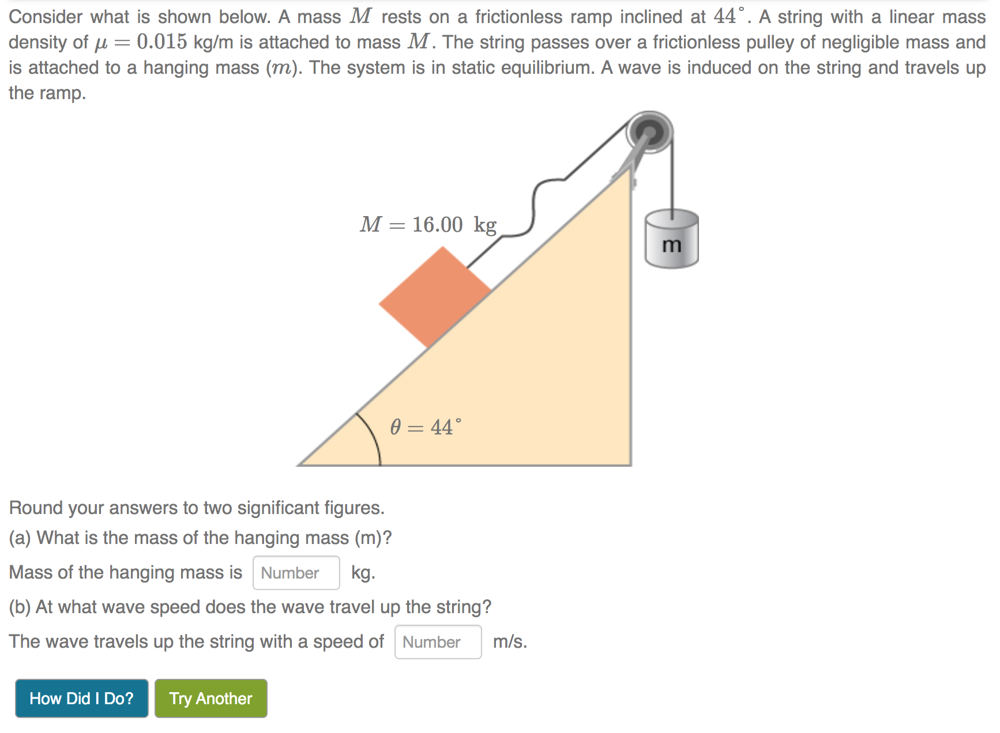 Consider what is shown below. A mass M rests on a frictionless ramp inclined at 44°. A string with a linear mass
density of μ = 0.015 kg/m is attached to mass M. The string passes over a frictionless pulley of negligible mass and
is attached to a hanging mass (m). The system is in static equilibrium. A wave is induced on the string and travels up
the ramp.
M = 16.00 kg
m
θ = 44°
Round your answers to two significant figures.
(a) What is the mass of the hanging mass (m)?
Mass of the hanging mass is Number kg.
(b) At what wave speed does the wave travel up the string?
The wave travels up the string with a speed of Number m/s.
How Did I Do? Try Another